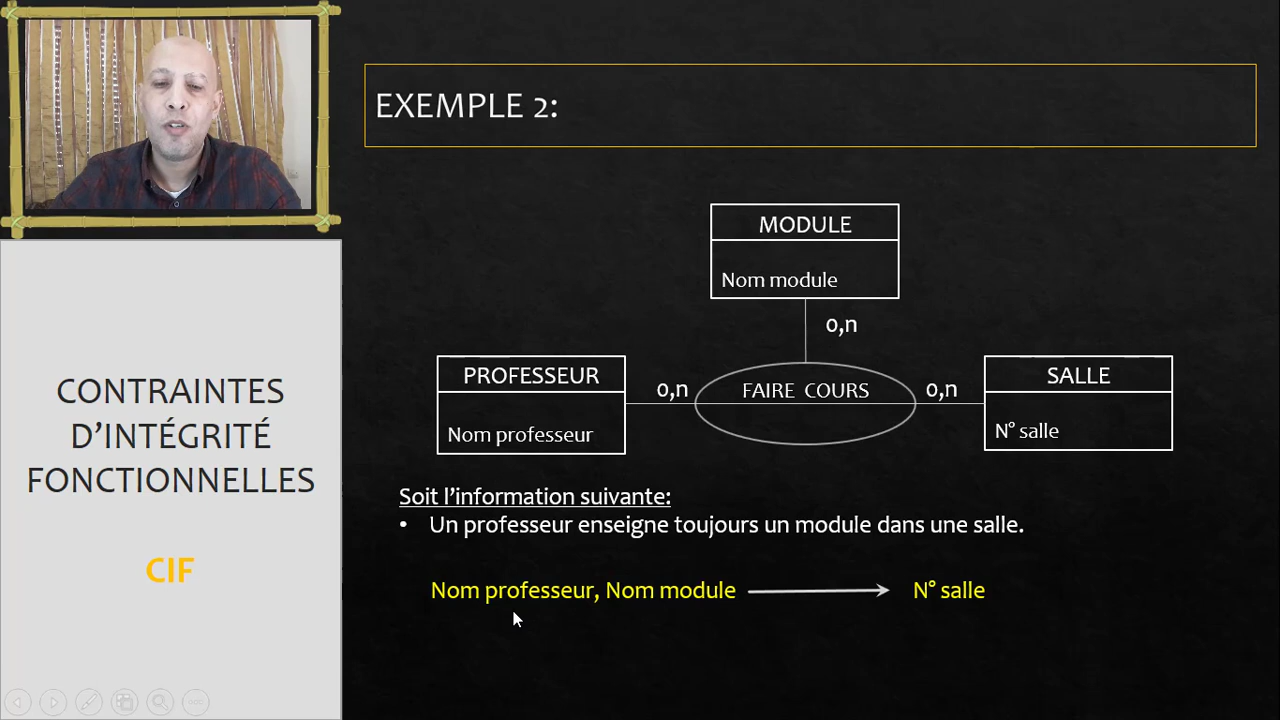 EXEMPLE 2:
MODULE
Nom module
0,n
PROFESSEUR
Nom professeur
0,n
FAIRE COURS
0,n
SALLE
N° salle
Soit l'information suivante:
• Un professeur enseigne toujours un module dans une salle.
Nom professeur, Nom module
N° salle
CONTRAINTES
D'INTÉGRITÉ
FONCTIONNELLES
CIF